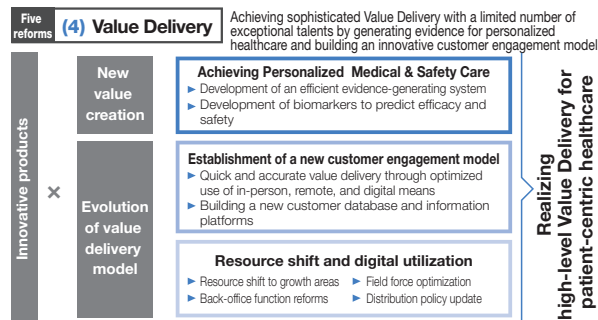 Five
reforms
(4) Value Delivery
Achieving sophisticated Value Delivery with a limited number of
exceptional talents by generating evidence for personalized
healthcare and building an innovative customer engagement model
Innovative products
×
New
value
creation
Achieving Personalized Medical & Safety Care
► Development of an efficient evidence-generating system
► Development of biomarkers to predict efficacy and
safety
Evolution
of value
delivery
model
Establishment of a new customer engagement model
► Quick and accurate value delivery through optimized
use of in-person, remote, and digital means
► Building a new customer database and information
platforms
Resource shift and digital utilization
► Resource shift to growth areas ► Field force optimization
► Back-office function reforms ► Distribution policy update
Realizing
high-level Value Delivery for
patient-centric healthcare